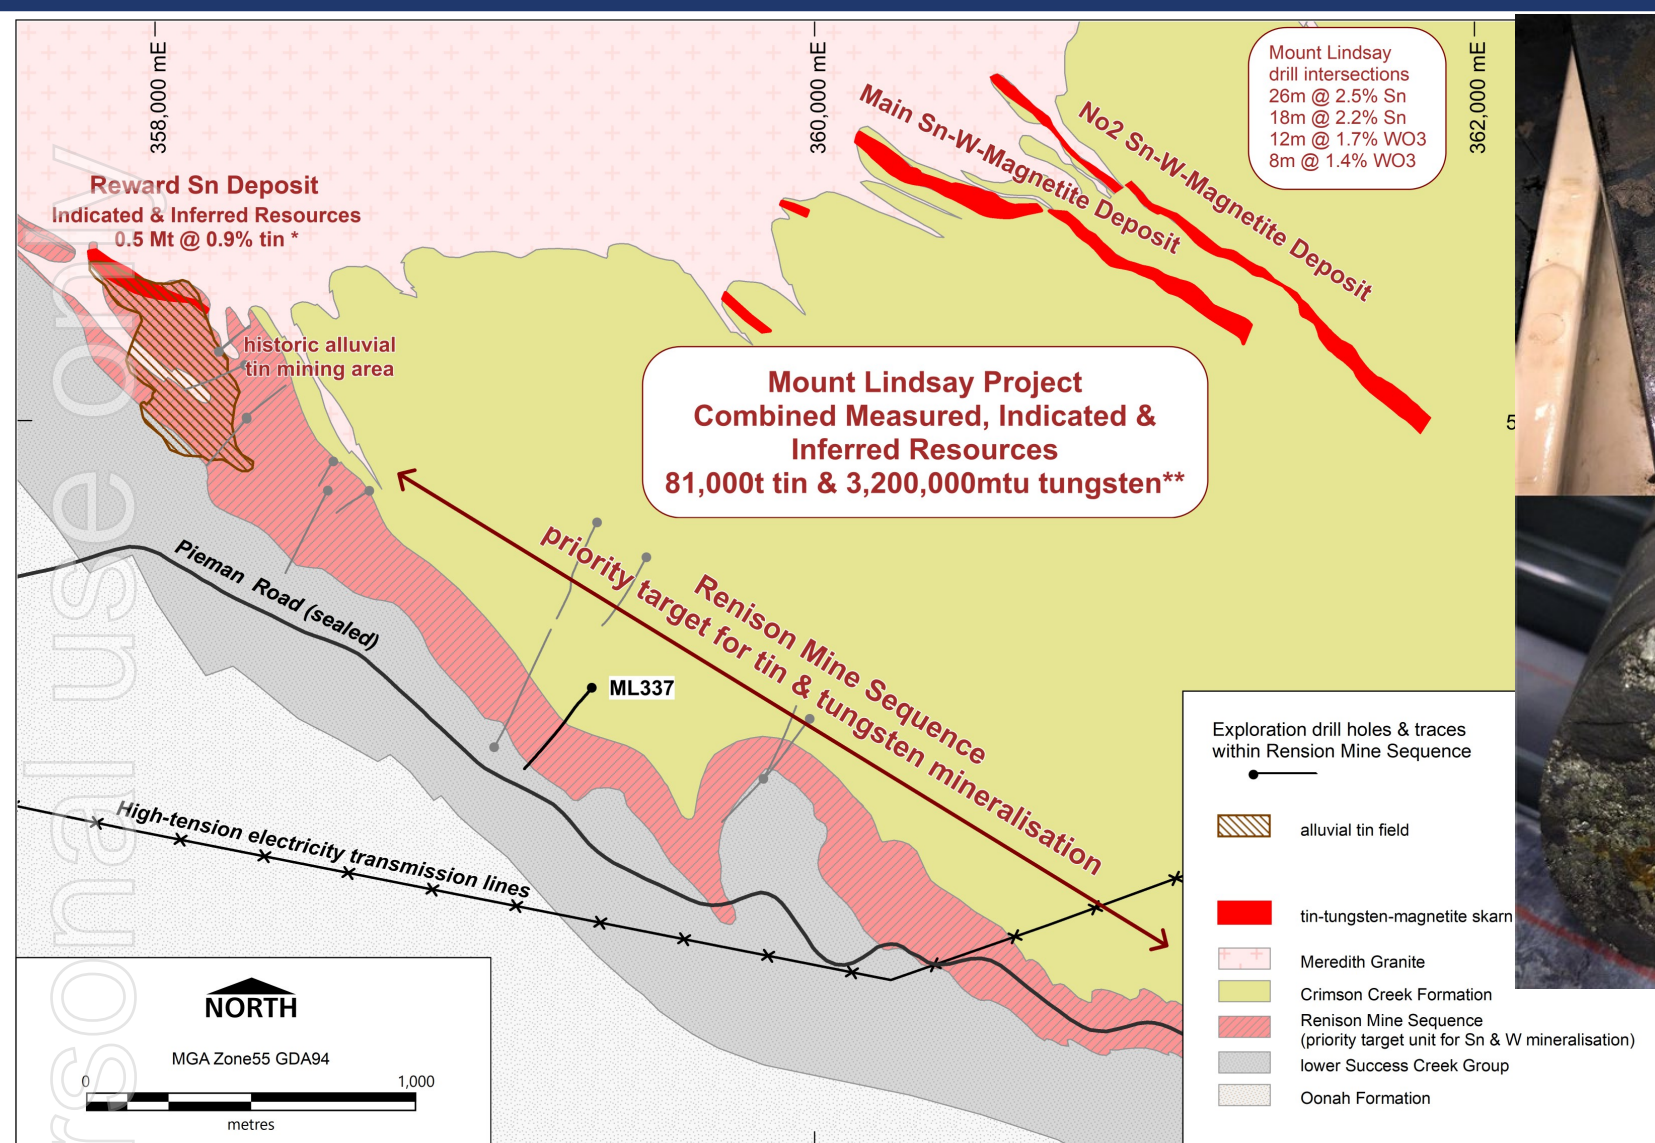 358,000 mE
360,000 mE
362,000 mE
Mount Lindsay
drill intersections
26m @ 2.5% Sn
18m @ 2.2% Sn
12m @ 1.7% WO3
8m @ 1.4% WO3
Main Sn-W-Magnetite Deposit
No2 Sn-W-Magnetite Deposit
Reward Sn Deposit
Indicated & Inferred Resources
0.5 Mt @ 0.9% tin *
historic alluvial
tin mining area
Mount Lindsay Project
Combined Measured, Indicated &
Inferred Resources
81,000t tin & 3,200,000mtu tungsten**
5
Renison Mine Sequence
priority target for tin & tungsten mineralisation
Pieman Road (sealed)
ML337
High-tension electricity transmission lines
Exploration drill holes & traces
within Rension Mine Sequence
alluvial tin field
tin-tungsten-magnetite skarn
Meredith Granite
Crimson Creek Formation
Renison Mine Sequence
(priority target unit for Sn & W mineralisation)
lower Success Creek Group
Oonah Formation
NORTH
MGA Zone55 GDA94
0 1,000
metres
rsonal use only